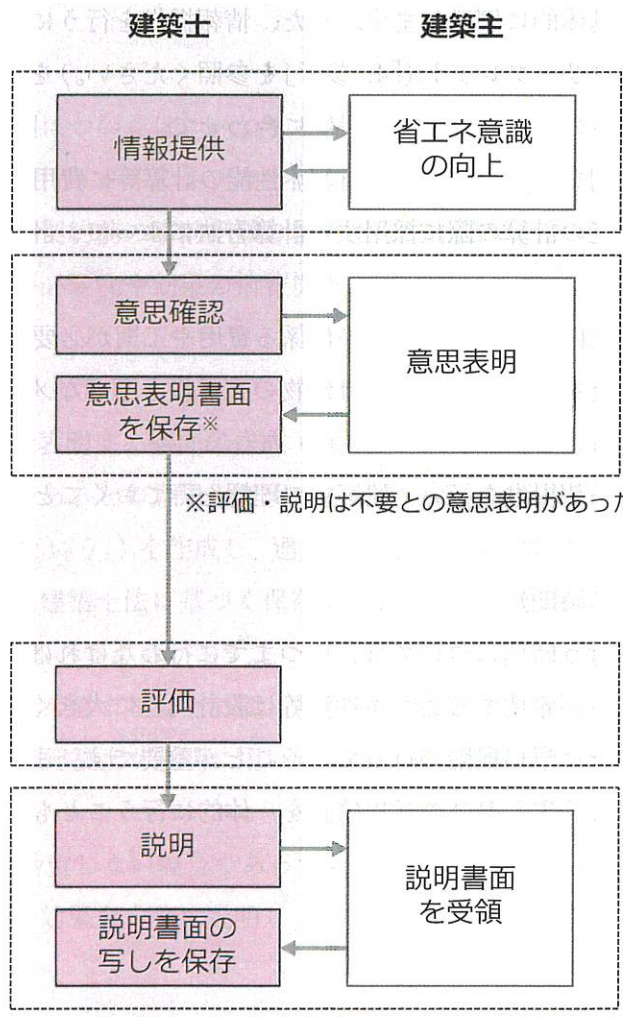 建築士
建築主
情報提供
省エネ意識
の向上
意思確認
意思表明
意思表明書面
を保存※
※評価・説明は不要との意思表明があった
評価
説明
説明書面
を受領
説明書面の
写しを保存